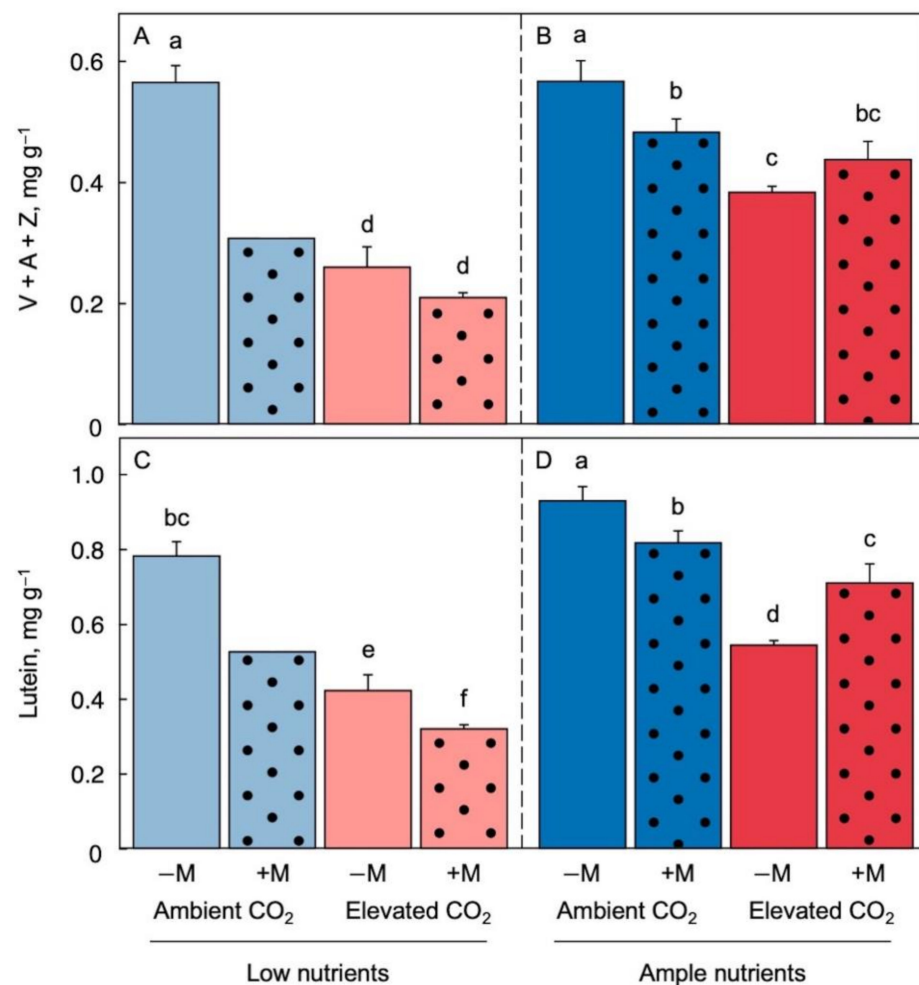 A
a
B
a
b
bc
c
d
d
0.6
0.4
0.2
0
V + A + Z, mg g⁻¹
C
bc
e
f
D
a
b
c
d
1.0
0.8
0.6
0.4
0.2
0
Lutein, mg g⁻¹
−M +M −M +M −M +M −M +M
Ambient CO₂ Elevated CO₂ Ambient CO₂ Elevated CO₂
Low nutrients Ample nutrients